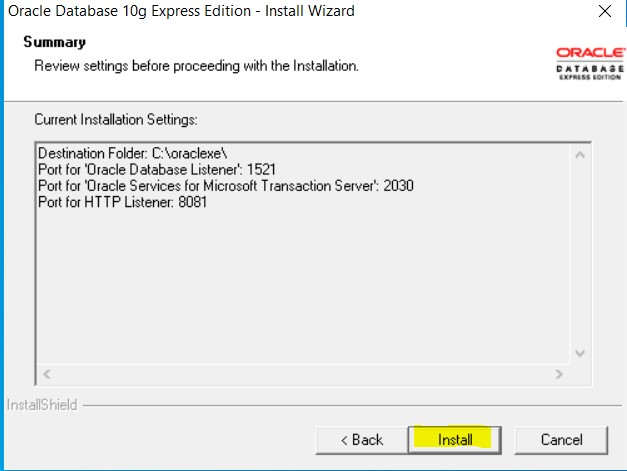 Oracle Database 10g Express Edition - Install Wizard
Summary
Review settings before proceeding with the Installation.
ORACLE
DATABASE
EXPRESS EDITION
Current Installation Settings:
Destination Folder: C:\oraclexe\
Port for 'Oracle Database Listener': 1521
Port for 'Oracle Services for Microsoft Transaction Server': 2030
Port for HTTP Listener: 8081
InstallShield
< Back
Install
Cancel